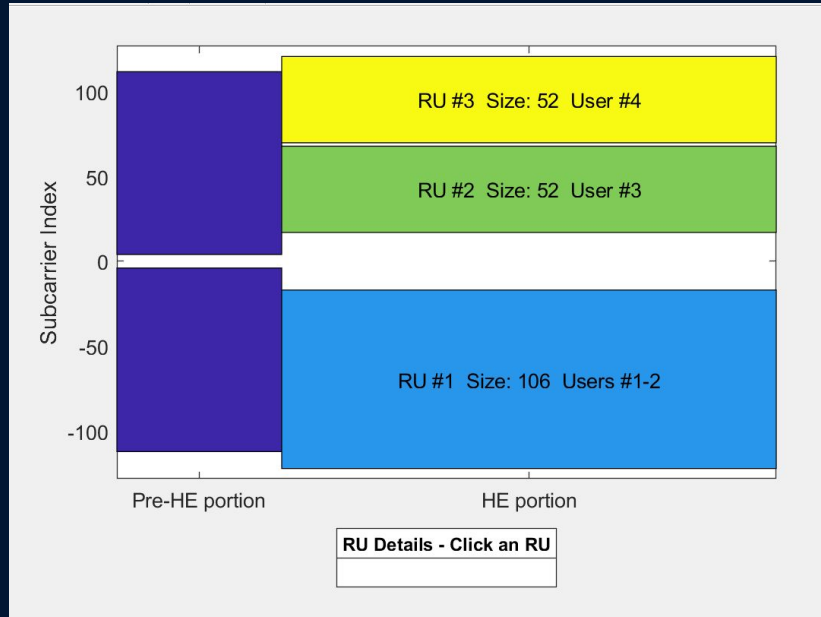 100
50
0
-50
-100
Subcarrier Index
RU #3 Size: 52 User #4
RU #2 Size: 52 User #3
RU #1 Size: 106 Users #1-2
Pre-HE portion
HE portion
RU Details - Click an RU